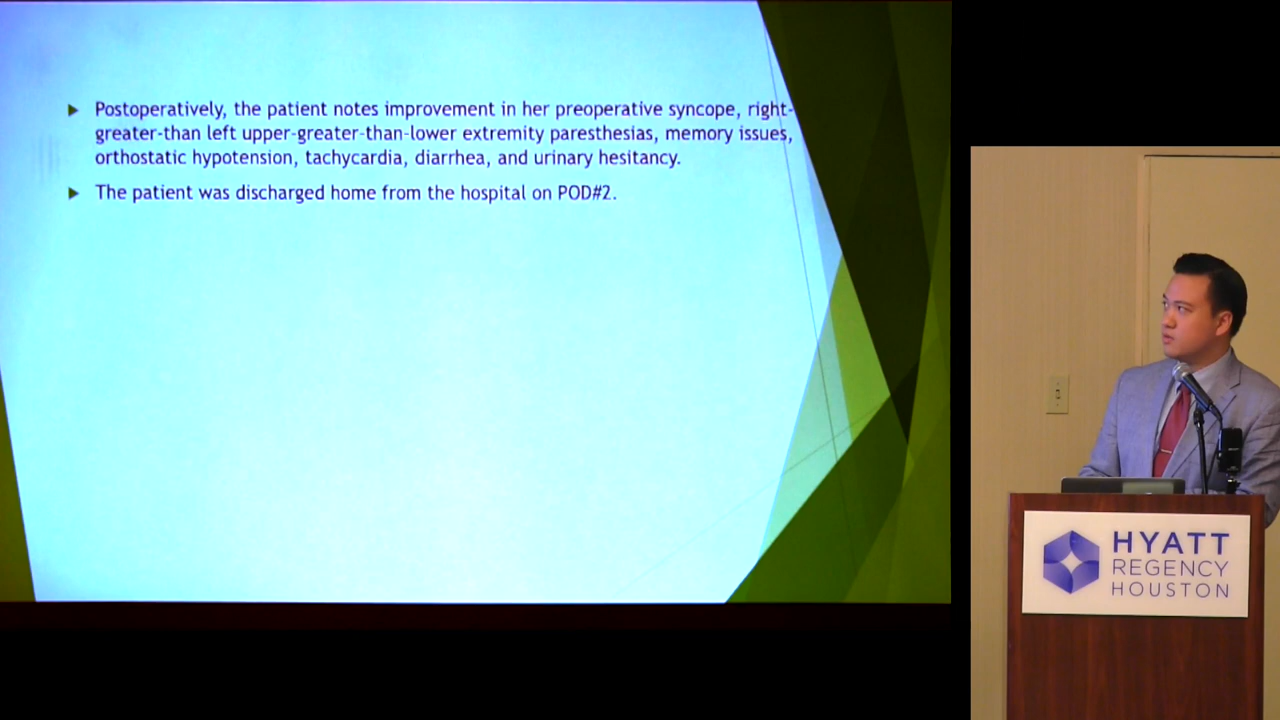 Postoperatively, the patient notes improvement in her preoperative syncope, right-
greater-than left upper-greater-than-lower extremity paresthesias, memory issues,
orthostatic hypotension, tachycardia, diarrhea, and urinary hesitancy.
The patient was discharged home from the hospital on POD#2.
HYATT
REGENCY
HOUSTON